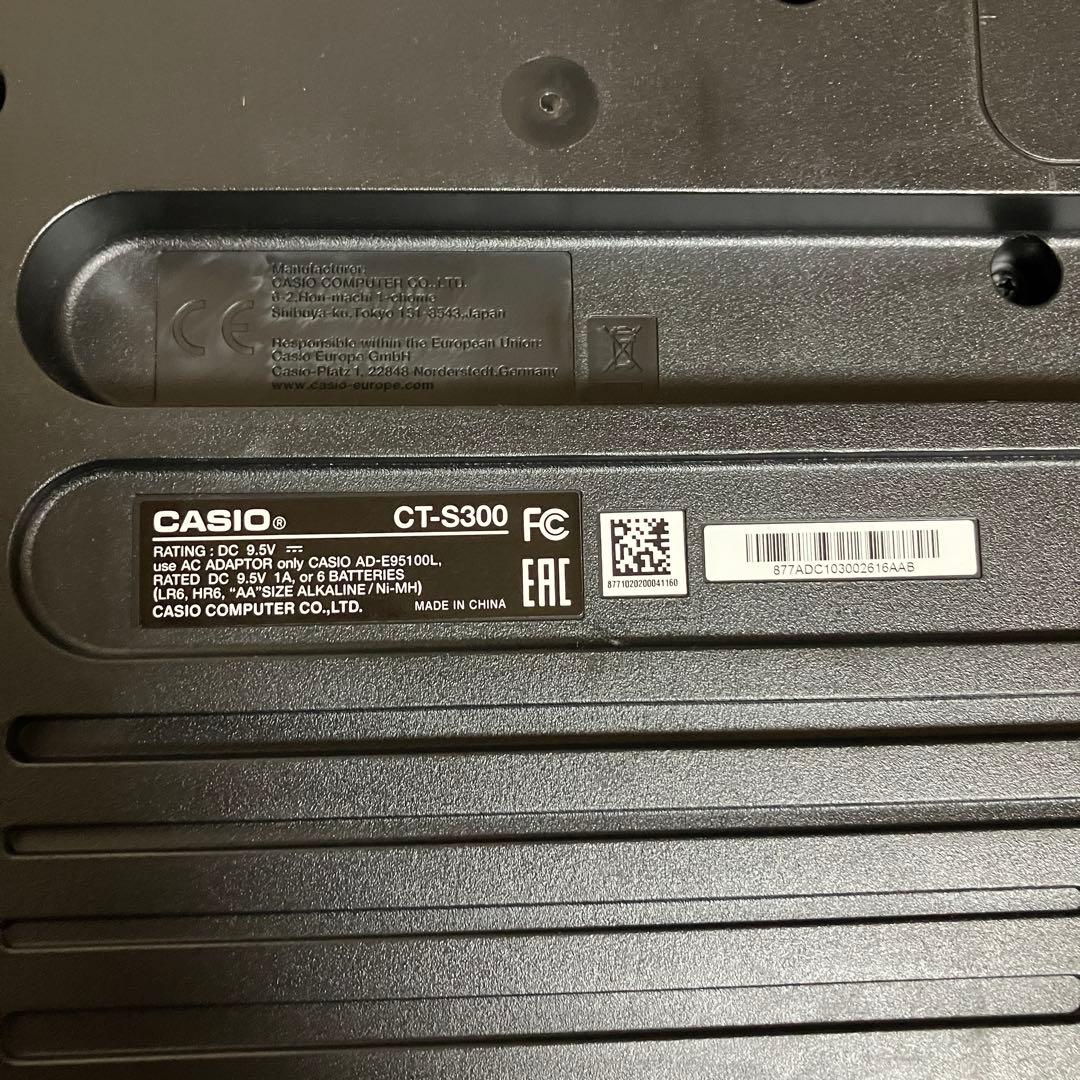 Manufacturer:
CASIO COMPUTER CO.,LTD.
6-2,Hon-machi 1-chome
Shibuya-ku,Tokyo 151-8543,Japan
Responsible within the European Union:
Casio Europe GmbH
Casio-Platz 1, 22848 Norderstedt,Germany
www.casio-europe.com
CE
CASIO® CT-S300 FC
RATING : DC 9.5V
use AC ADAPTOR only CASIO AD-E95100L,
RATED DC 9.5V 1A, or 6 BATTERIES
(LR6, HR6, “AA”SIZE ALKALINE / Ni-MH)
CASIO COMPUTER CO.,LTD. MADE IN CHINA
EAC
8771020200041160
877ADC103002616AAB